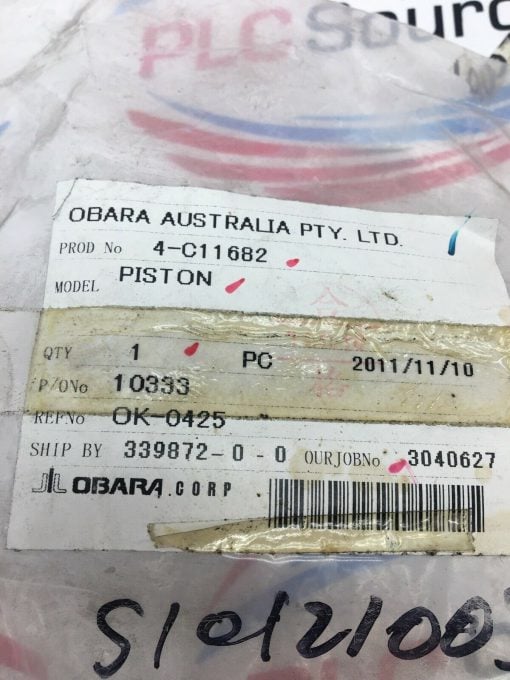 PLC Sourc
OBARA AUSTRALIA PTY. LTD.
PROD No 4-C11682
MODEL PISTON
QTY 1 PC 2011/11/10
P/ONo 10333
REFNo OK-0425
SHIP BY 339872-0 -0 OURJOBNo 3040627
OBARA.CORP